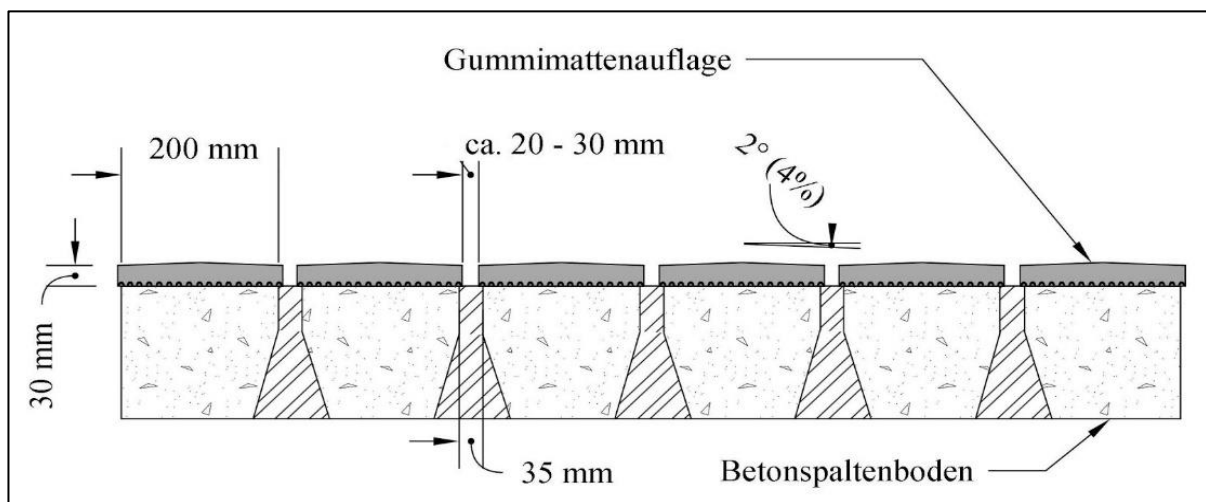 Gummimattenauflage
200 mm
ca. 20 - 30 mm
2° (4%)
30 mm
35 mm
Betonspaltenboden